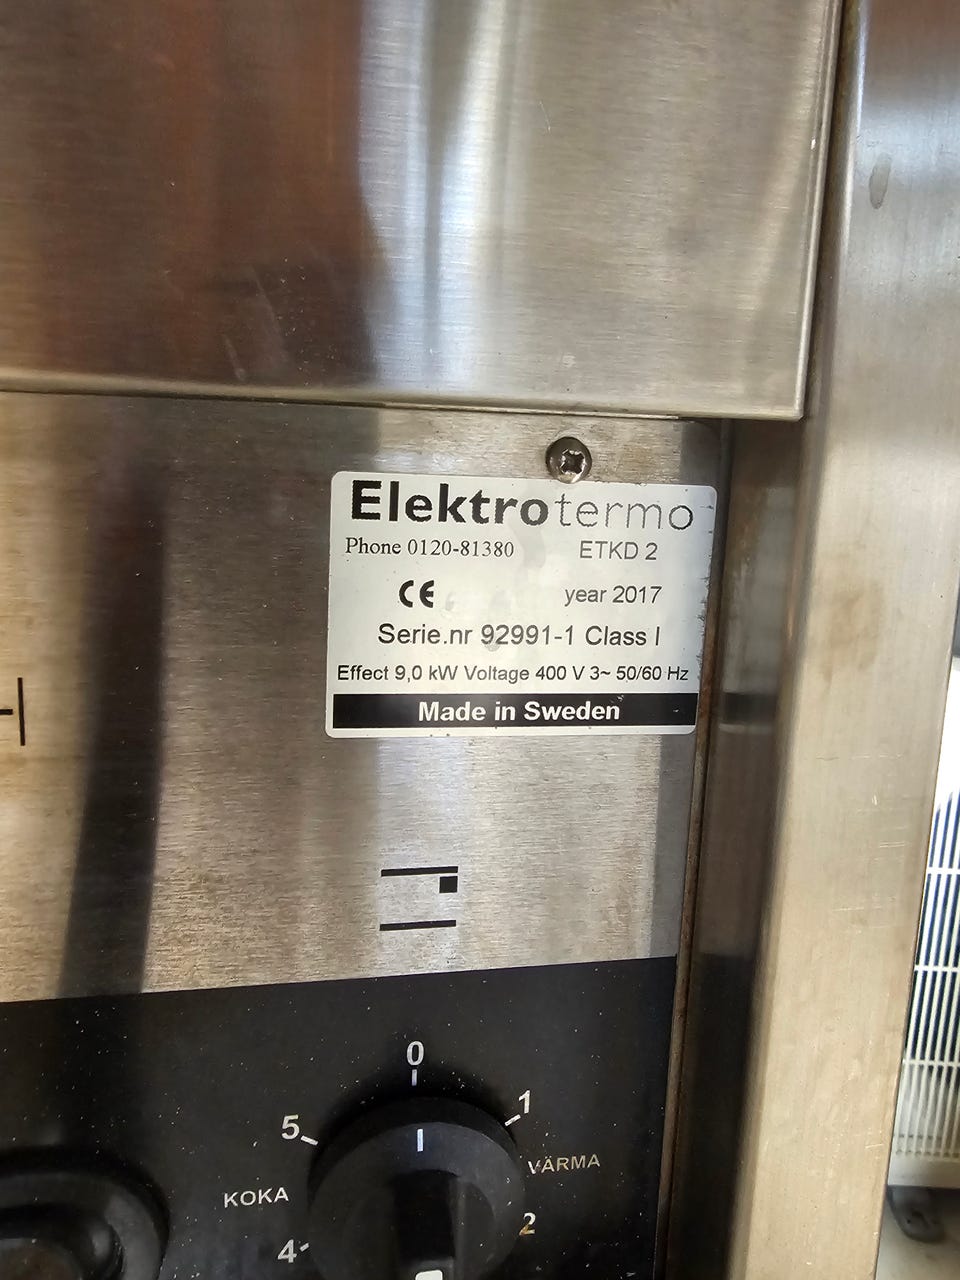 Elektrotermo
Phone 0120-81380 ETKD 2
CE year 2017
Serie.nr 92991-1 Class I
Effect 9,0 kW Voltage 400 V 3~ 50/60 Hz
Made in Sweden
0
5 1
KOKA VÄRMA
4 2